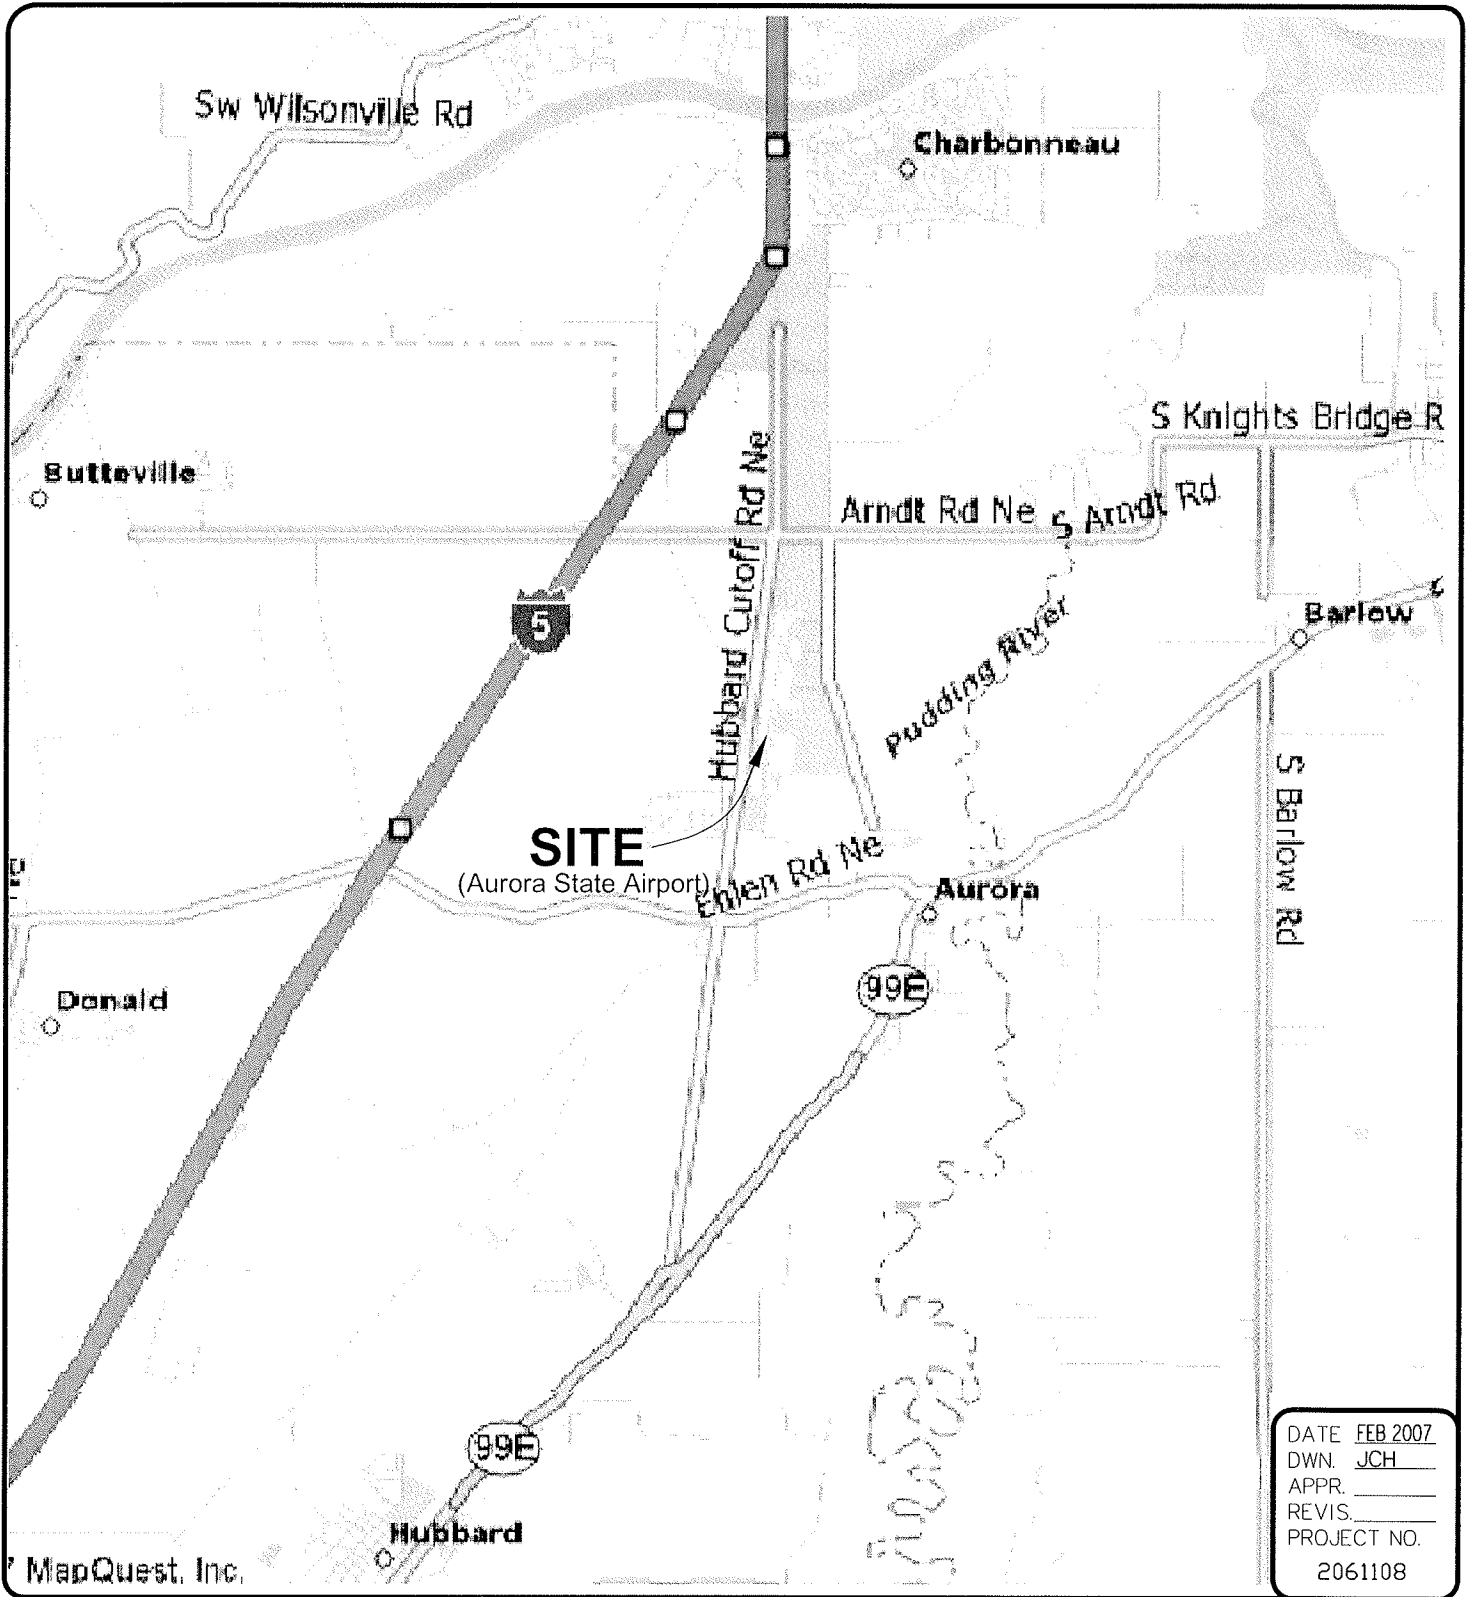 Sw Wilsonville Rd
Charbonneau
S Knights Bridge R
Butteville
Hubbard Cutoff Rd Ne
Arndt Rd Ne
S Arndt Rd
5
Barlow
Pudding River
S Barlow Rd
SITE
(Aurora State Airport)
Ehlen Rd Ne
Aurora
99E
Donald
99E
Hubbard
MapQuest, Inc.
DATE FEB 2007
DWN. JCH
APPR.
REVIS.
PROJECT NO.
2061108